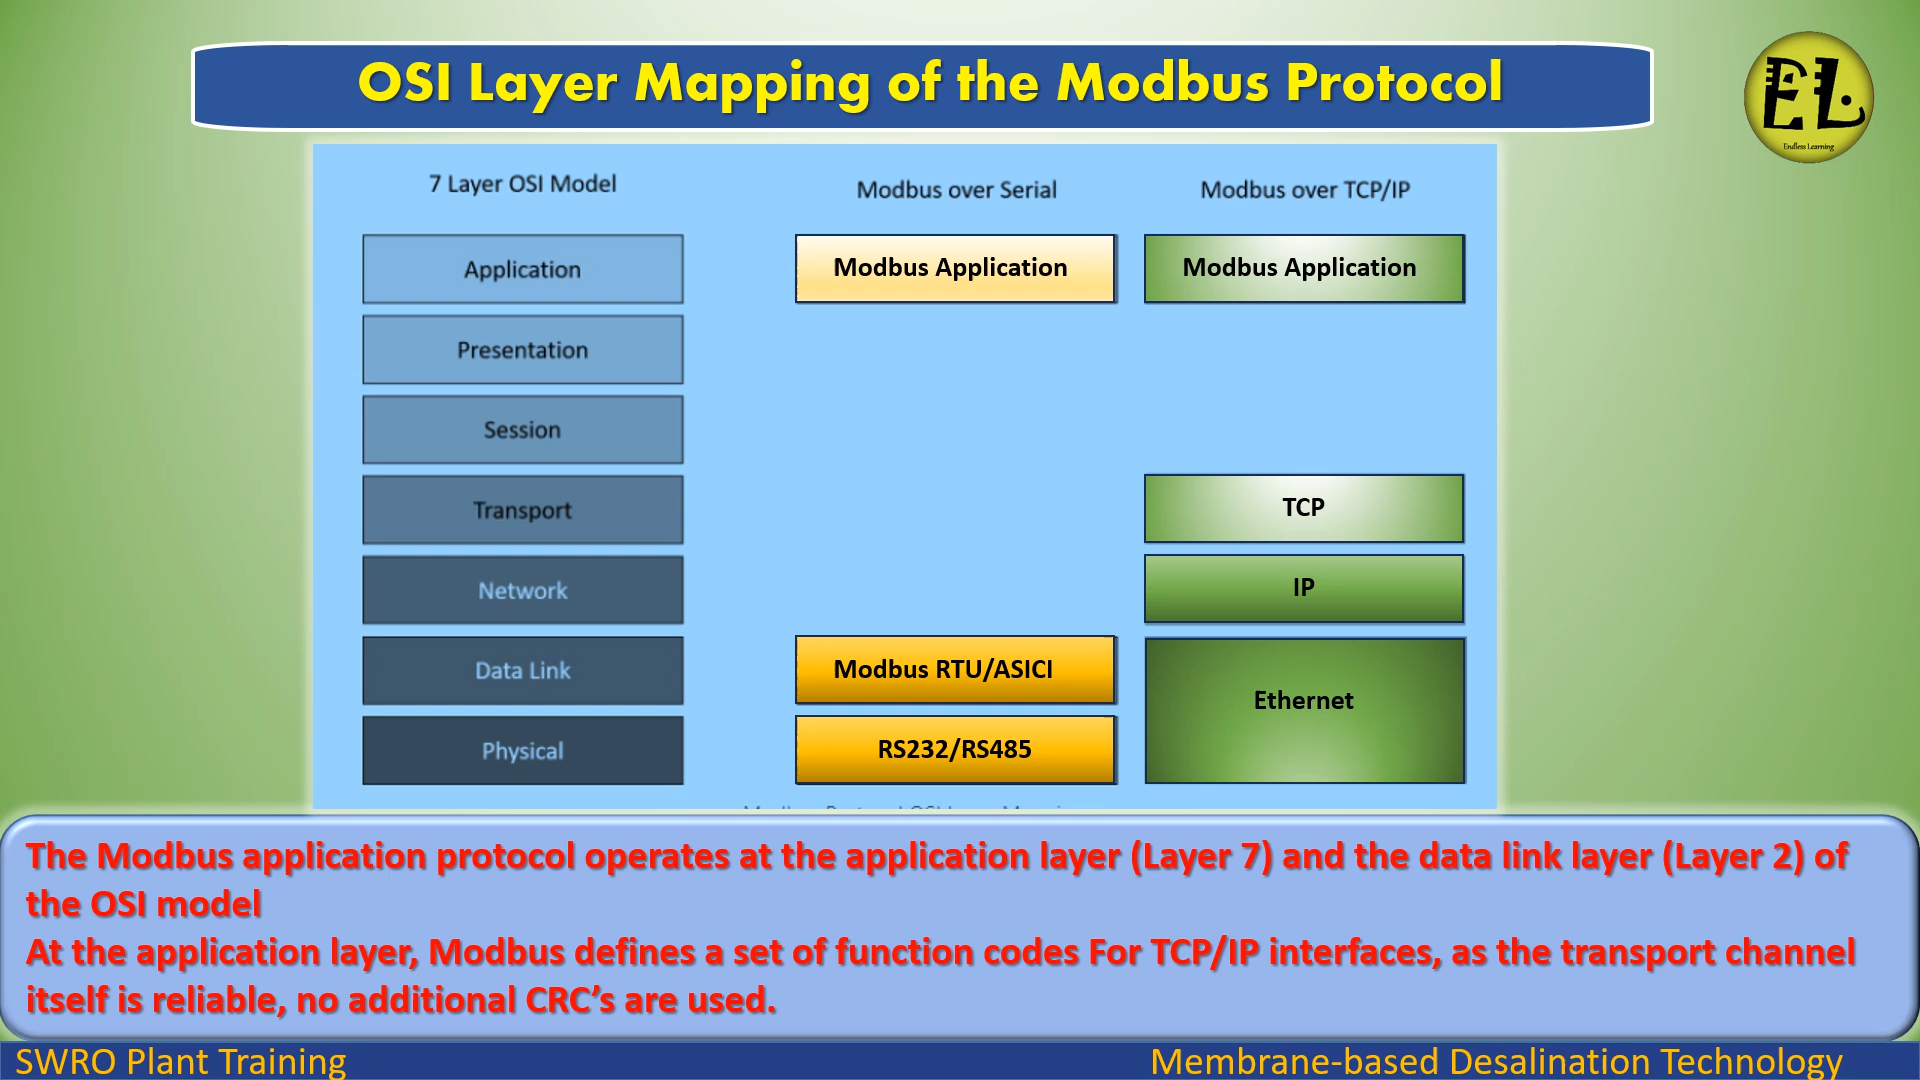 OSI Layer Mapping of the Modbus Protocol
EL
Endless Learning
7 Layer OSI Model
Modbus over Serial
Modbus over TCP/IP
Application
Modbus Application
Modbus Application
Presentation
Session
Transport
TCP
Network
IP
Data Link
Modbus RTU/ASICI
Ethernet
Physical
RS232/RS485
The Modbus application protocol operates at the application layer (Layer 7) and the data link layer (Layer 2) of
the OSI model
At the application layer, Modbus defines a set of function codes For TCP/IP interfaces, as the transport channel
itself is reliable, no additional CRC’s are used.
SWRO Plant Training
Membrane-based Desalination Technology